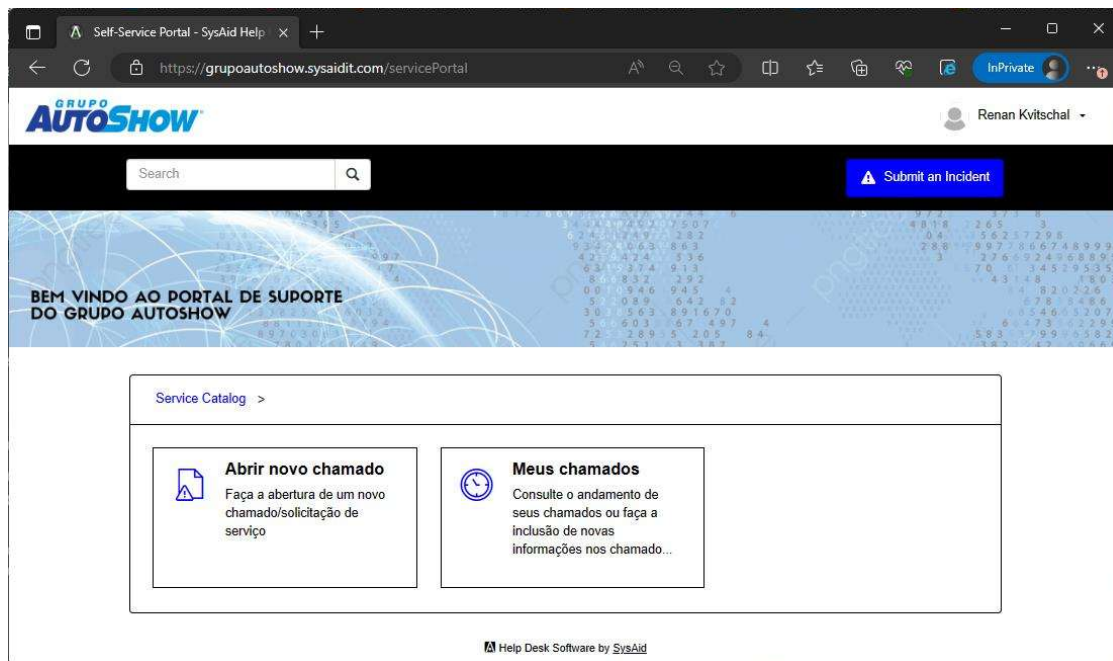 Self-Service Portal - SysAid Help
https://grupoautoshow.sysaidit.com/servicePortal
InPrivate
GRUPO
AUTOSHOW
Renan Kvitschal
Search
Submit an Incident
BEM VINDO AO PORTAL DE SUPORTE
DO GRUPO AUTOSHOW
Service Catalog >
Abrir novo chamado
Faça a abertura de um novo
chamado/solicitação de
serviço
Meus chamados
Consulte o andamento de
seus chamados ou faça a
inclusão de novas
informações nos chamado...
Help Desk Software by SysAid